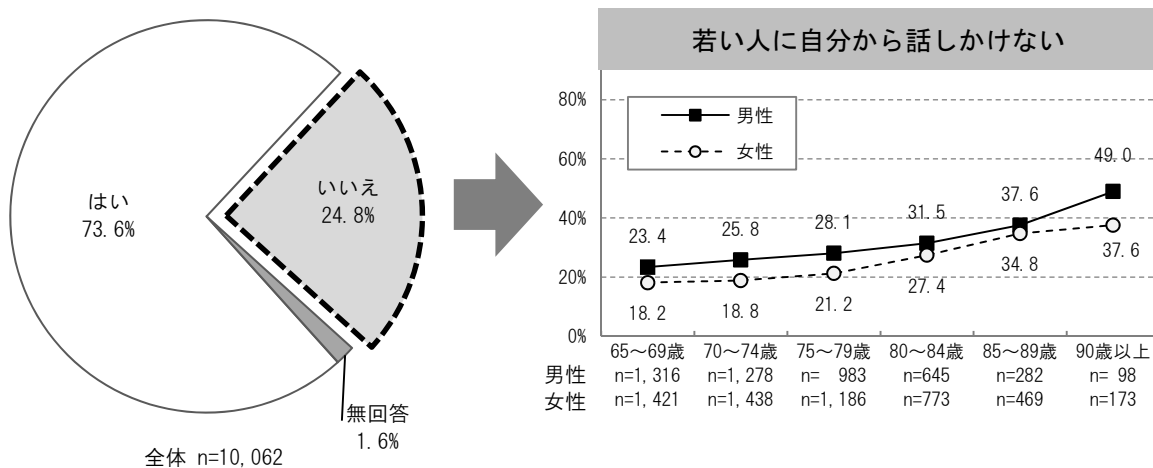 はい
73.6%
いいえ
24.8%
無回答
1.6%
全体 n=10,062
若い人に自分から話しかけない
80%
60%
40%
20%
0%
男性
女性
23.4 25.8 28.1 31.5 37.6 49.0
18.2 18.8 21.2 27.4 34.8 37.6
65～69歳 70～74歳 75～79歳 80～84歳 85～89歳 90歳以上
男性 n=1,316 n=1,278 n= 983 n=645 n=282 n= 98
女性 n=1,421 n=1,438 n=1,186 n=773 n=469 n=173